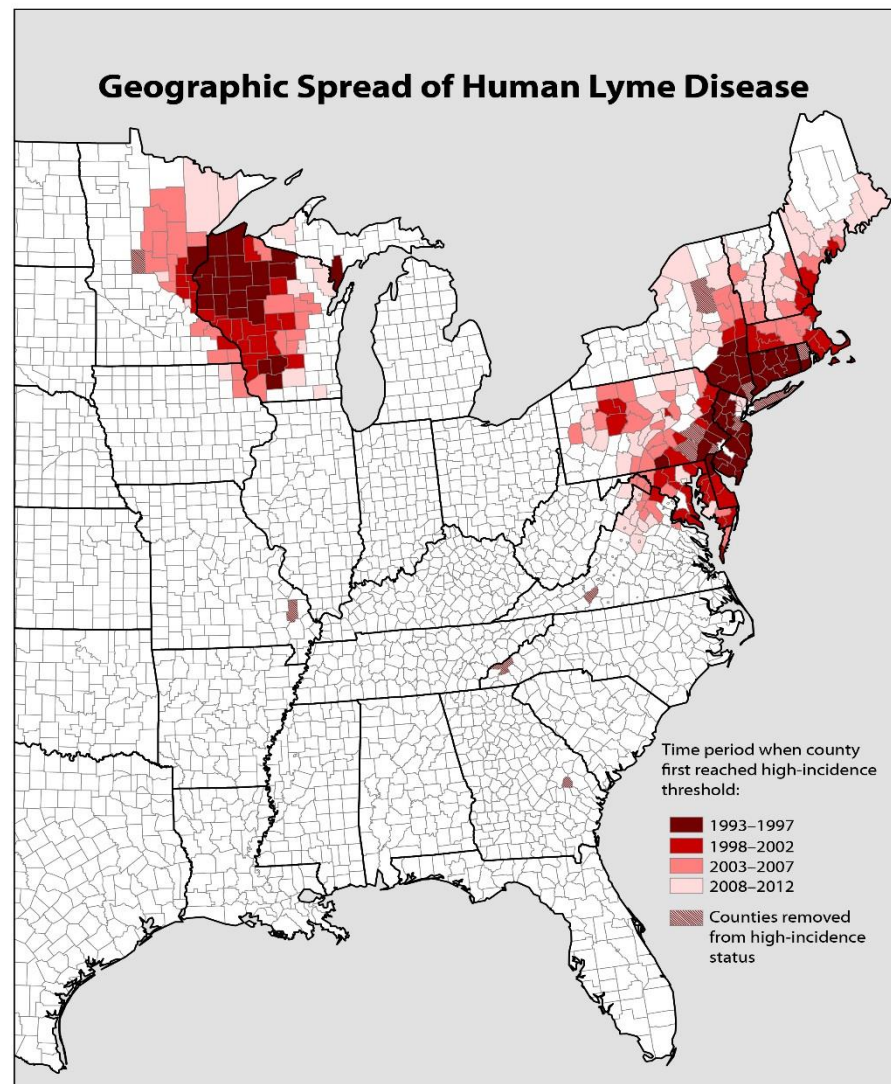 Geographic Spread of Human Lyme Disease
Time period when county
first reached high-incidence
threshold:
1993–1997
1998–2002
2003–2007
2008–2012
Counties removed
from high-incidence
status